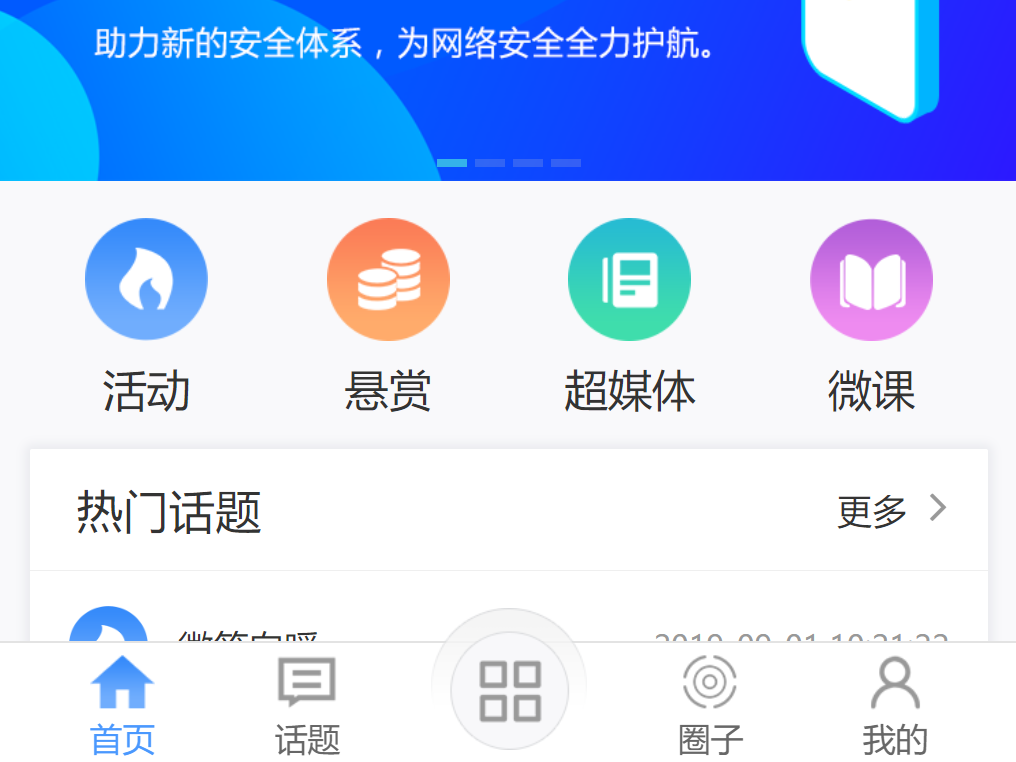 助力新的安全体系，为网络安全全力护航。
活动 悬赏 超媒体 微课
热门话题 更多
首页 话题 圈子 我的